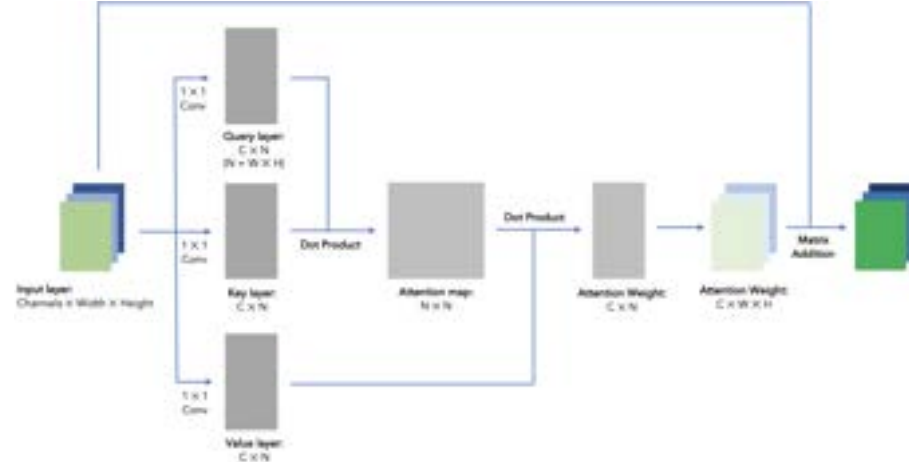 1 × 1
Conv
Query layer:
C × N
(N = W × H)
1 × 1
Conv
Dot Product
Dot Product
Matrix
Addition
Input layer:
Channels × Width × Height
Key layer:
C × N
Attention map:
N × N
Attention Weight:
C × N
Attention Weight:
C × W × H
1 × 1
Conv
Value layer:
C × N